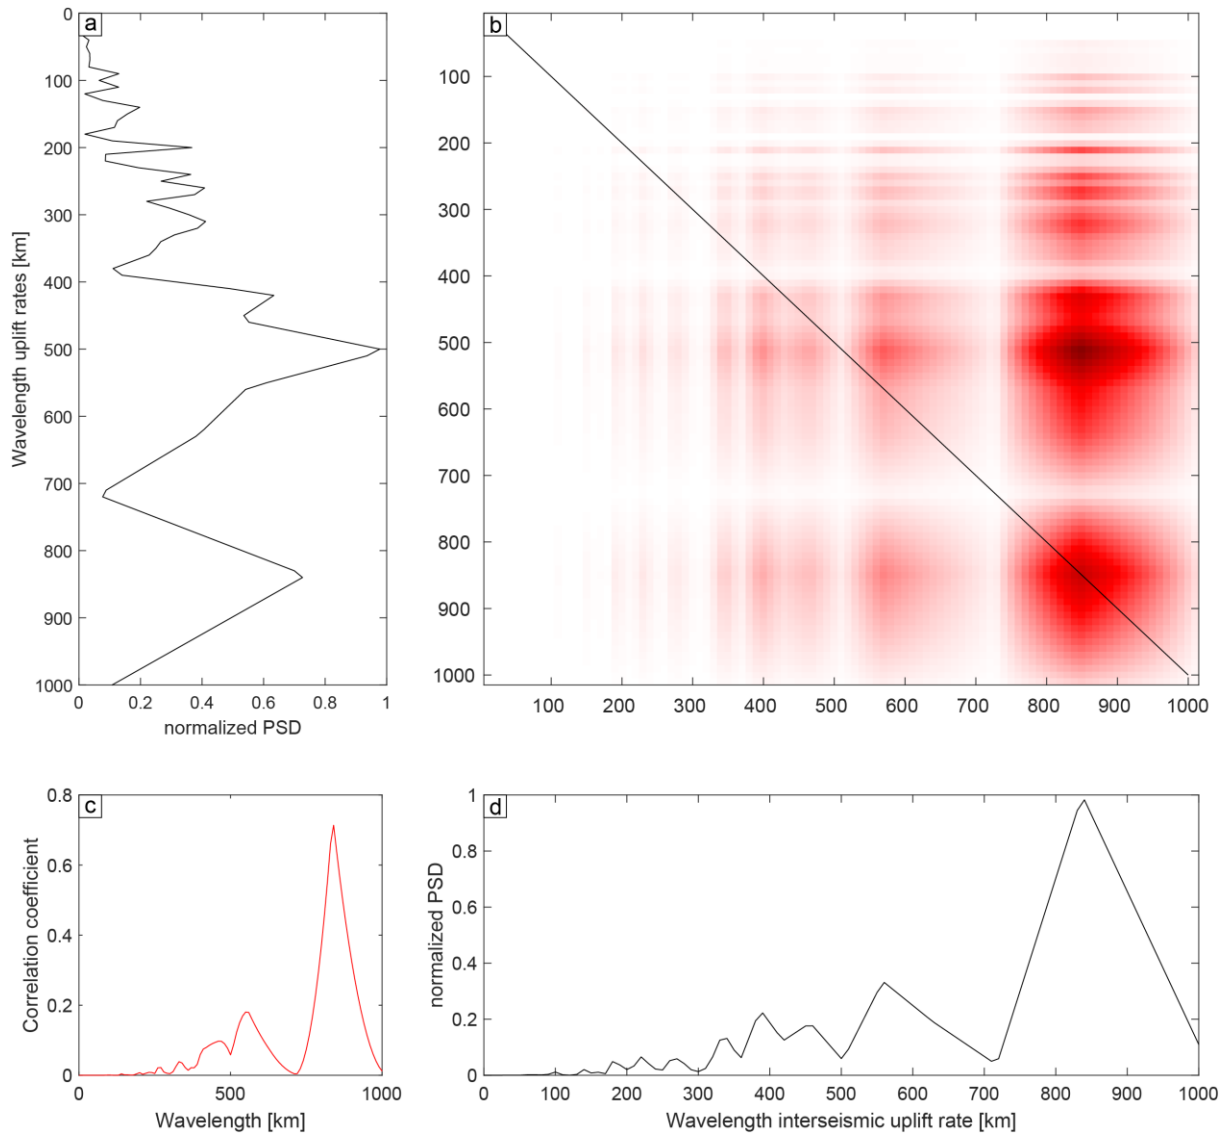 a
0
100
200
300
400
500
600
700
800
900
1000
Wavelength uplift rates [km]
0 0.2 0.4 0.6 0.8 1
normalized PSD
b
100
200
300
400
500
600
700
800
900
1000
100 200 300 400 500 600 700 800 900 1000
c
0.8
0.6
0.4
0.2
0
Correlation coefficient
0 500 1000
Wavelength [km]
d
1
0.8
0.6
0.4
0.2
0
normalized PSD
0 100 200 300 400 500 600 700 800 900 1000
Wavelength interseismic uplift rate [km]